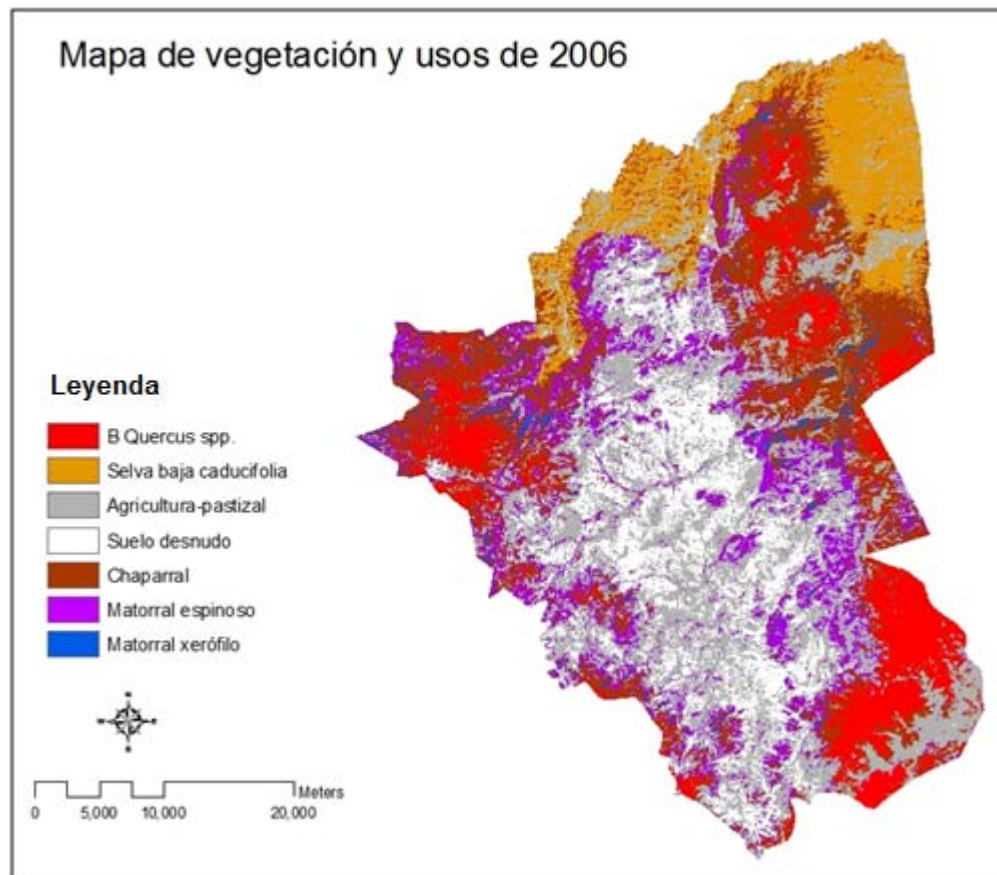 Mapa de vegetación y usos de 2006
Leyenda
B Quercus spp.
Selva baja caducifolia
Agricultura-pastizal
Suelo desnudo
Chaparral
Matorral espinoso
Matorral xerófilo
Meters
0 5,000 10,000 20,000